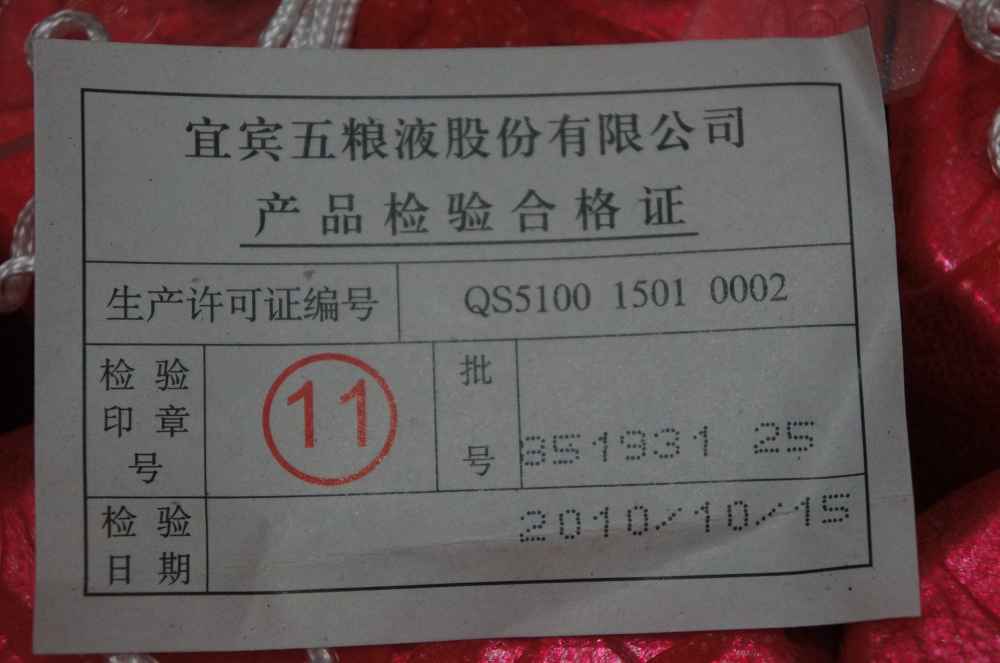 宜宾五粮液股份有限公司
产品检验合格证
生产许可证编号 QS5100 1501 0002
检验印章号 11 批号 851931 25
检验日期 2010/10/15